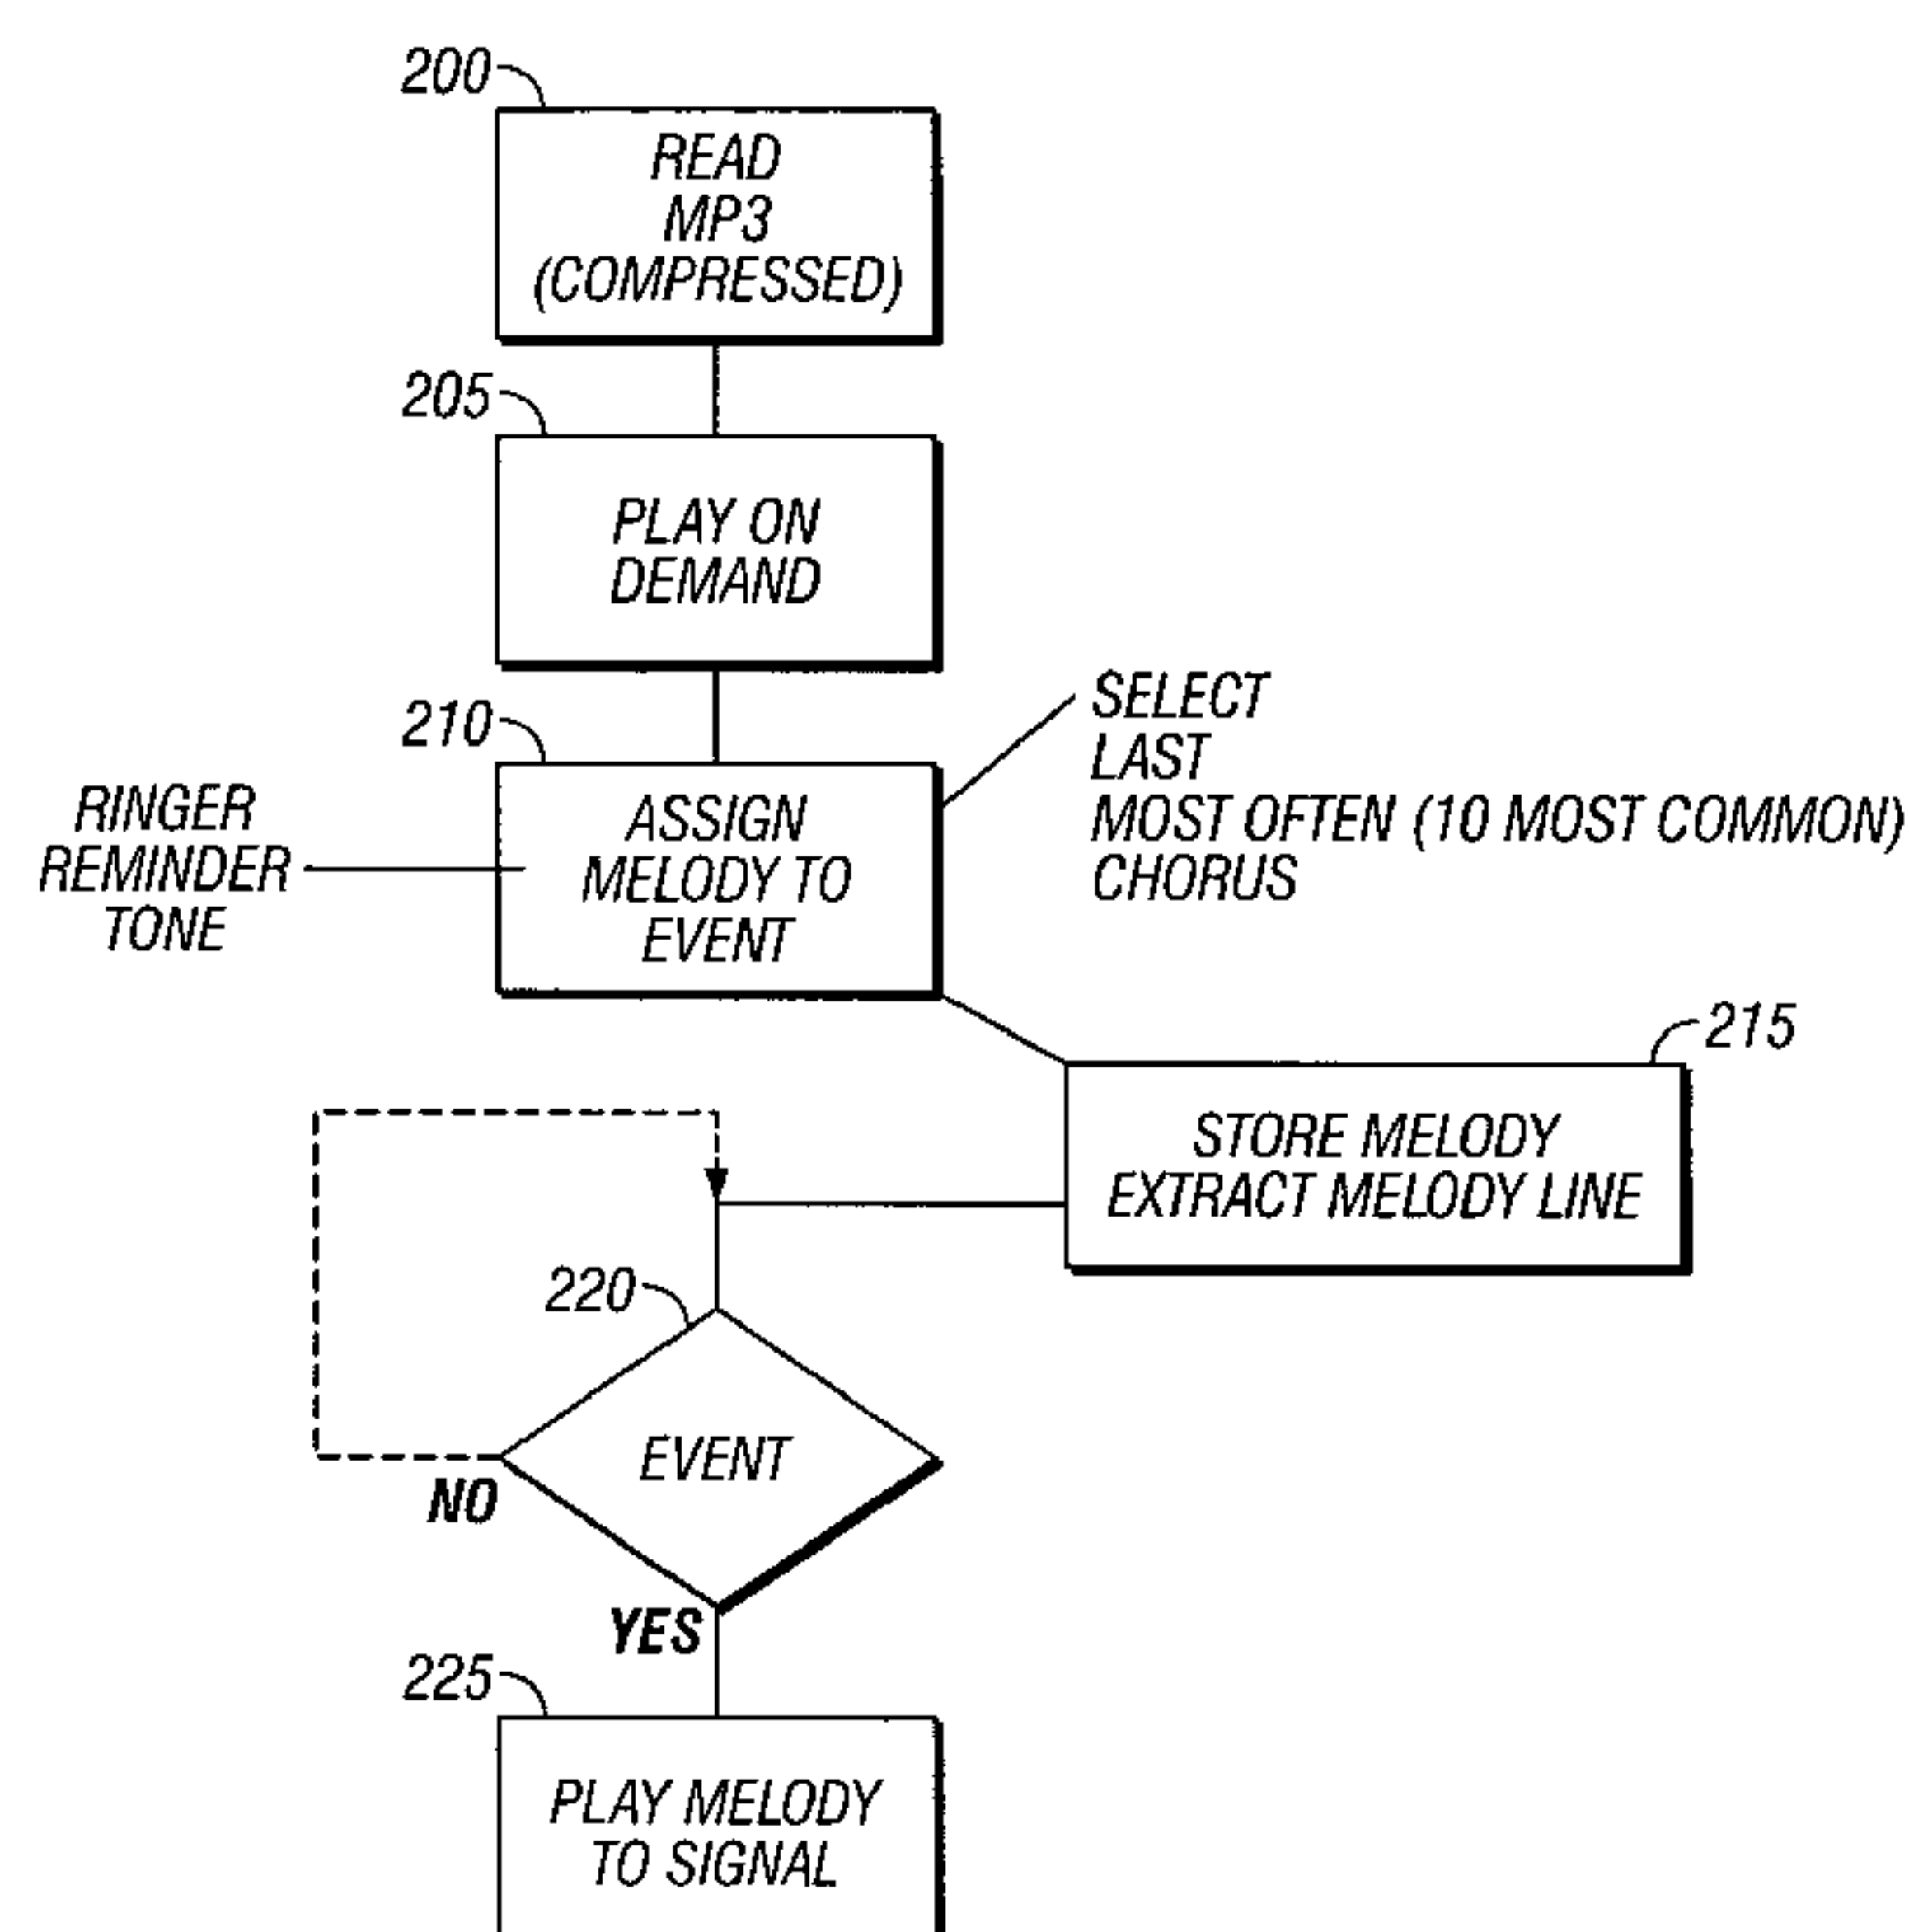 200
READ
MP3
(COMPRESSED)
205
PLAY ON
DEMAND
210
ASSIGN
MELODY TO
EVENT
SELECT
LAST
MOST OFTEN (10 MOST COMMON)
CHORUS
RINGER
REMINDER
TONE
215
STORE MELODY
EXTRACT MELODY LINE
220
EVENT
NO
YES
225
PLAY MELODY
TO SIGNAL